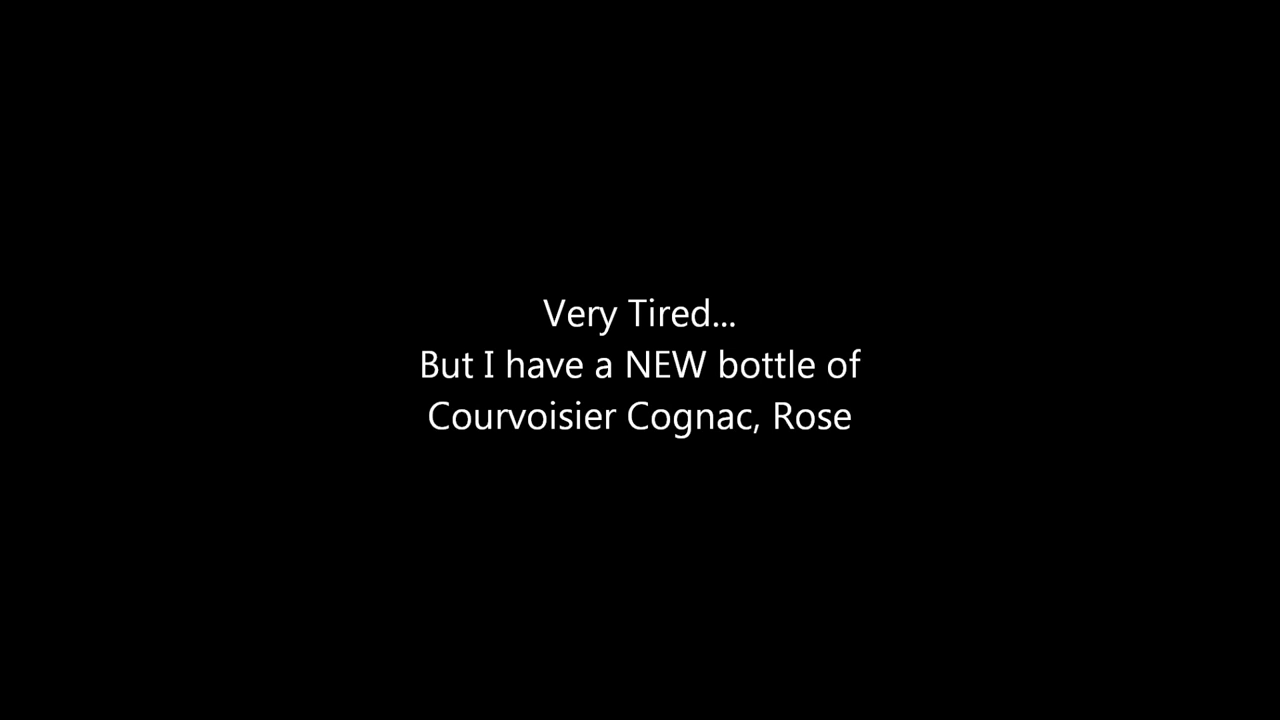 Very Tired...
But I have a NEW bottle of
Courvoisier Cognac, Rose